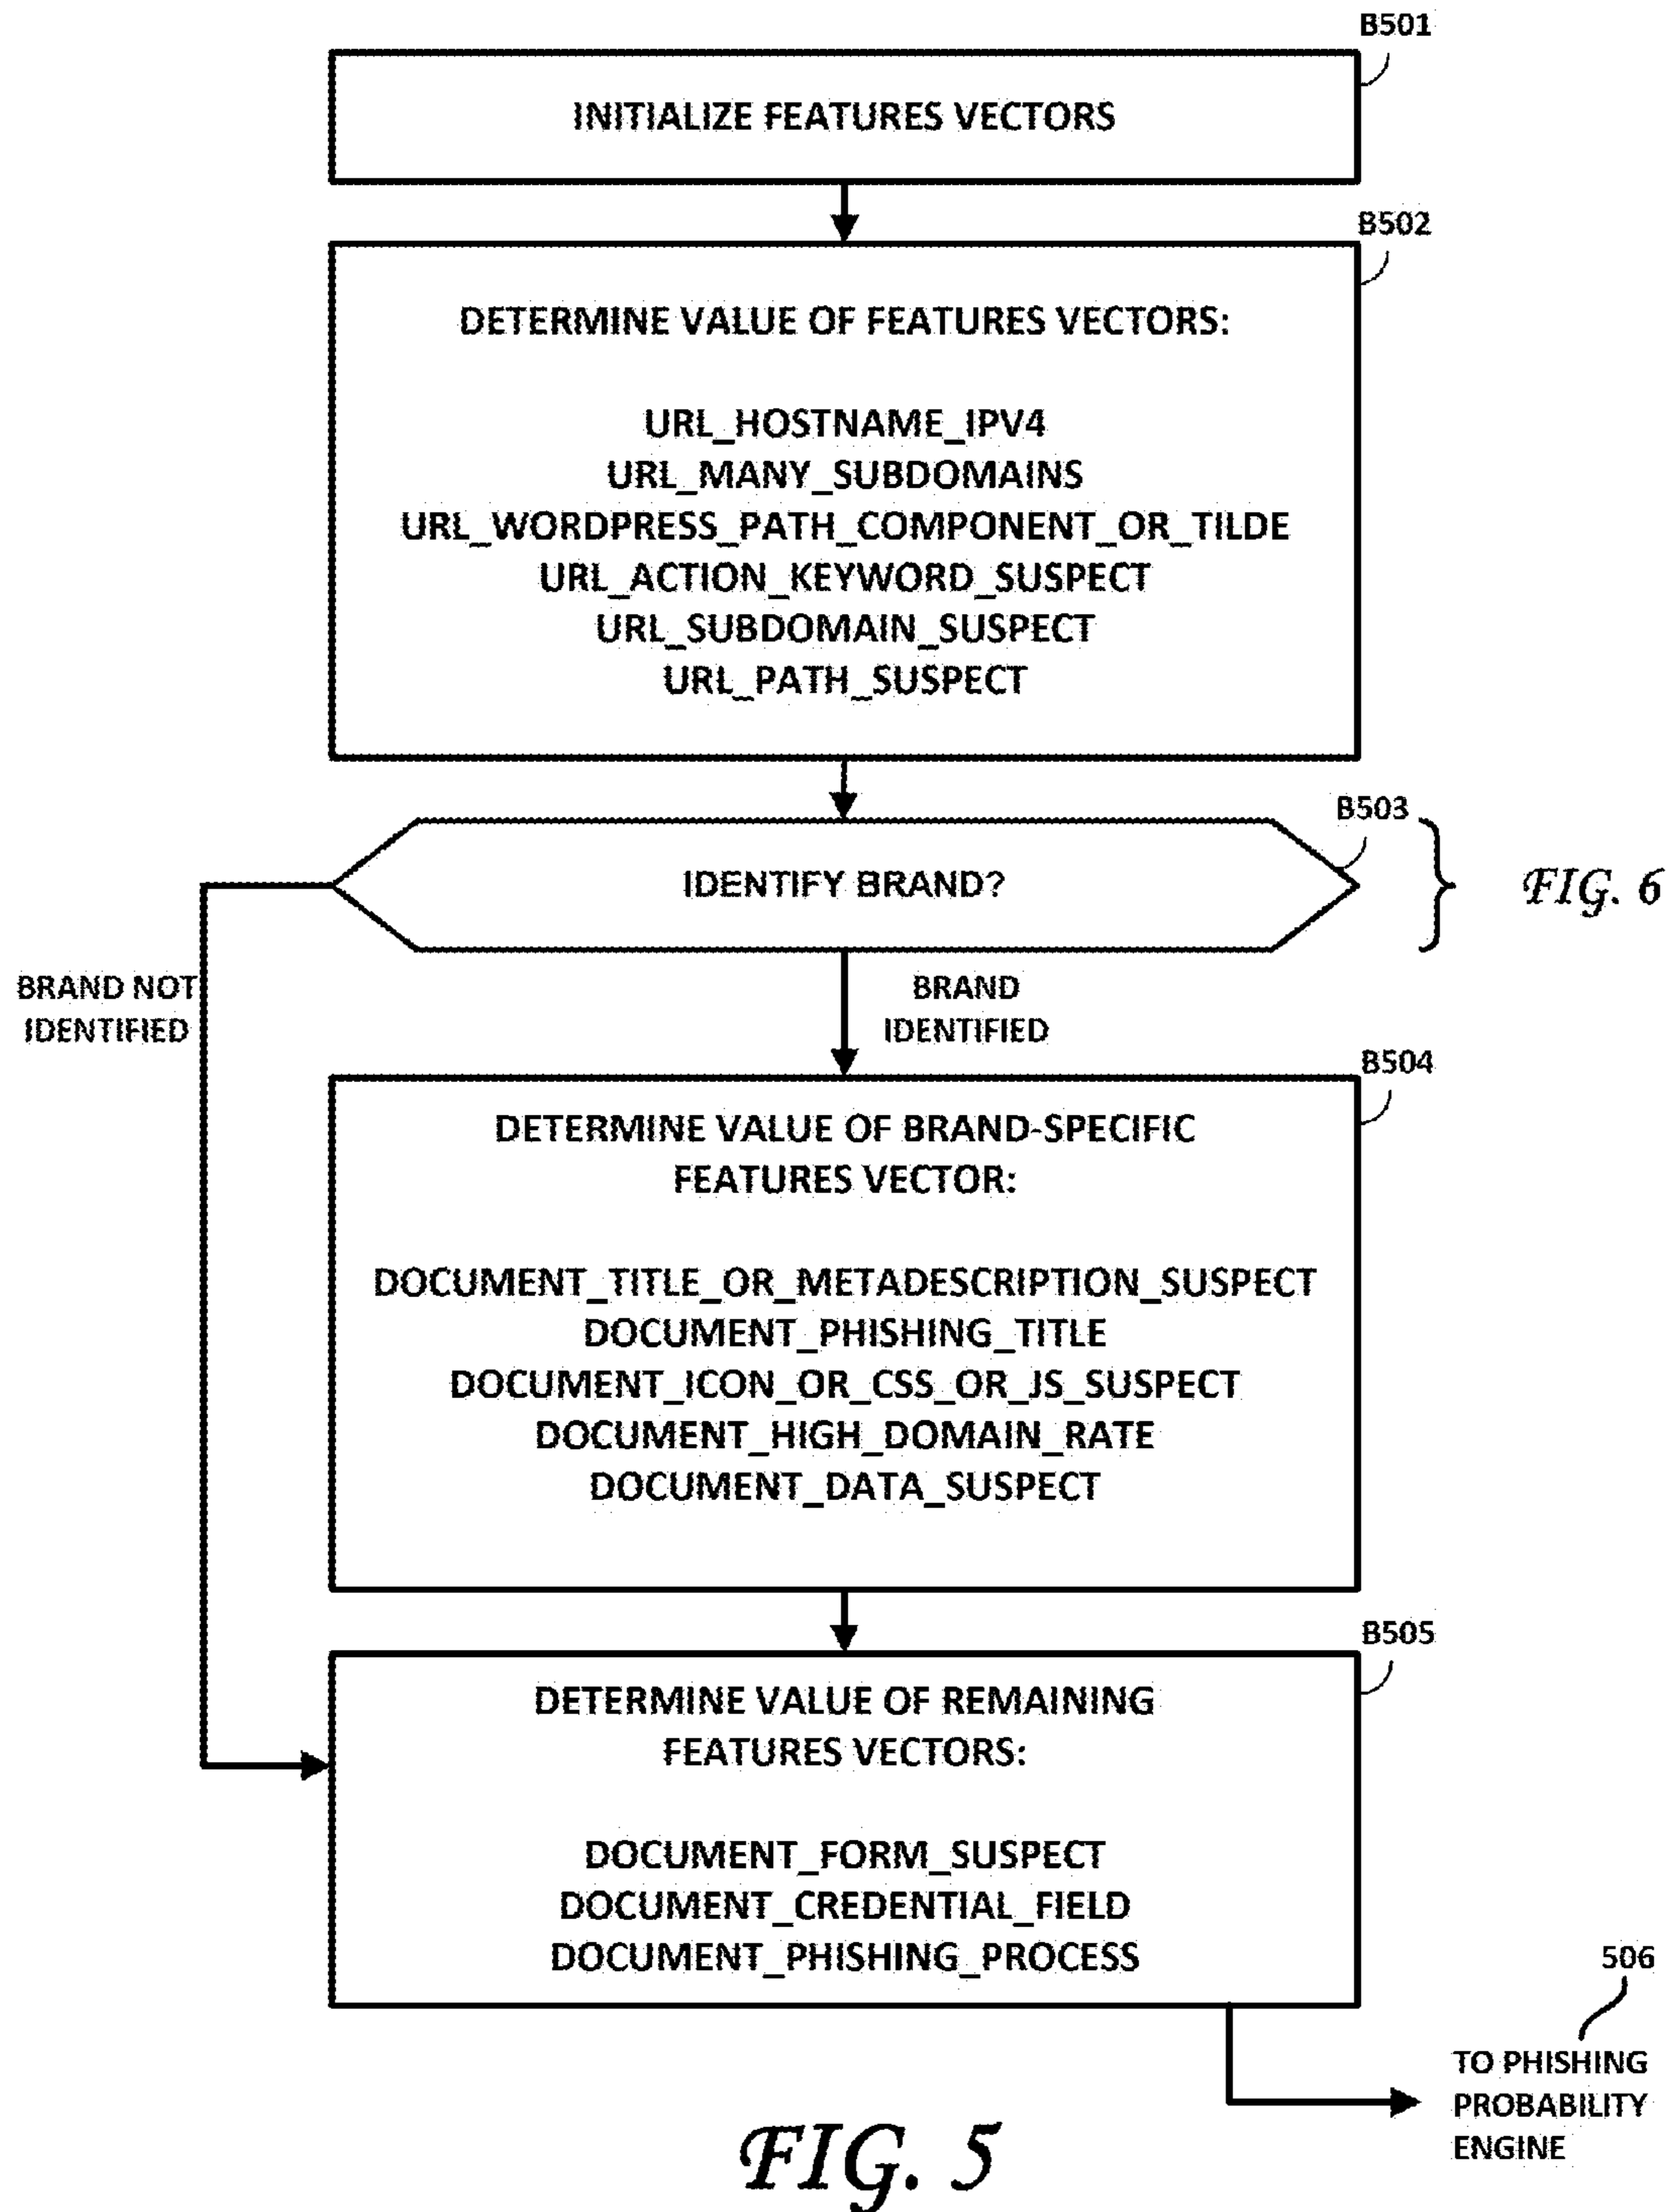 B501
INITIALIZE FEATURES VECTORS
B502
DETERMINE VALUE OF FEATURES VECTORS:
URL_HOSTNAME_IPV4
URL_MANY_SUBDOMAINS
URL_WORDPRESS_PATH_COMPONENT_OR_TILDE
URL_ACTION_KEYWORD_SUSPECT
URL_SUBDOMAIN_SUSPECT
URL_PATH_SUSPECT
B503
IDENTIFY BRAND?
FIG. 6
BRAND NOT
IDENTIFIED
BRAND
IDENTIFIED
B504
DETERMINE VALUE OF BRAND-SPECIFIC
FEATURES VECTOR:
DOCUMENT_TITLE_OR_METADESCRIPTION_SUSPECT
DOCUMENT_PHISHING_TITLE
DOCUMENT_ICON_OR_CSS_OR_JS_SUSPECT
DOCUMENT_HIGH_DOMAIN_RATE
DOCUMENT_DATA_SUSPECT
B505
DETERMINE VALUE OF REMAINING
FEATURES VECTORS:
DOCUMENT_FORM_SUSPECT
DOCUMENT_CREDENTIAL_FIELD
DOCUMENT_PHISHING_PROCESS
506
TO PHISHING
PROBABILITY
ENGINE
FIG. 5